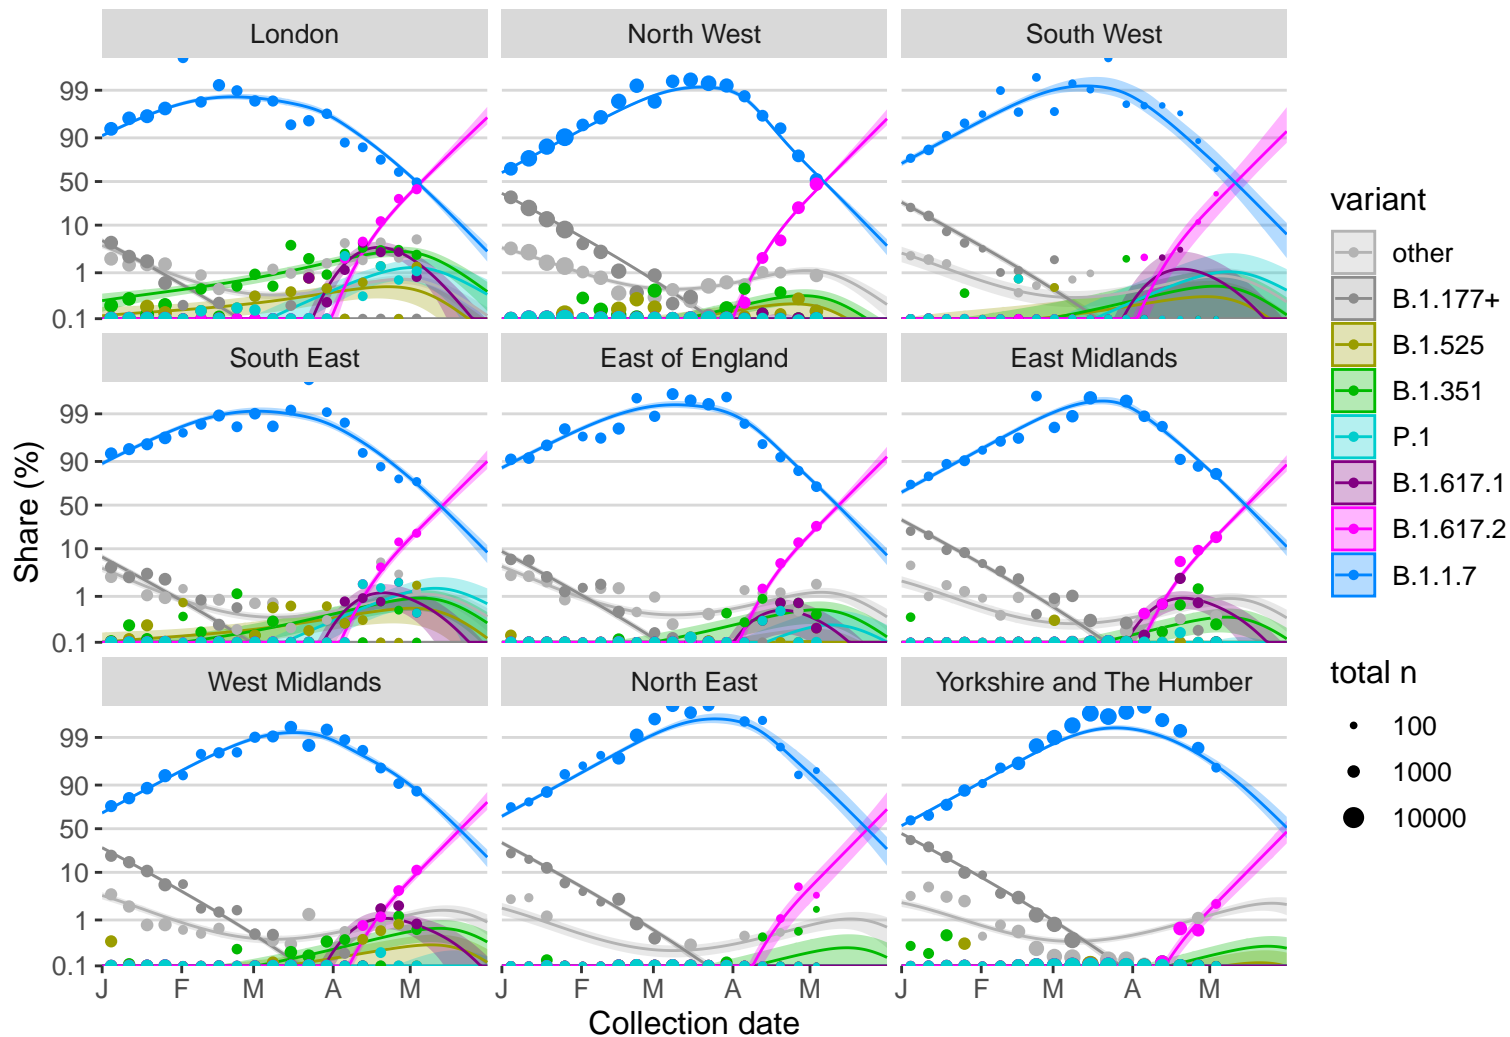 London
North West
South West
99
90
50
10
1
0.1
South East
East of England
East Midlands
99
90
50
10
1
0.1
West Midlands
North East
Yorkshire and The Humber
99
90
50
10
1
0.1
J F M A M
J F M A M
J F M A M
Collection date
Share (%)
variant
other
B.1.177+
B.1.525
B.1.351
P.1
B.1.617.1
B.1.617.2
B.1.1.7
total n
100
1000
10000